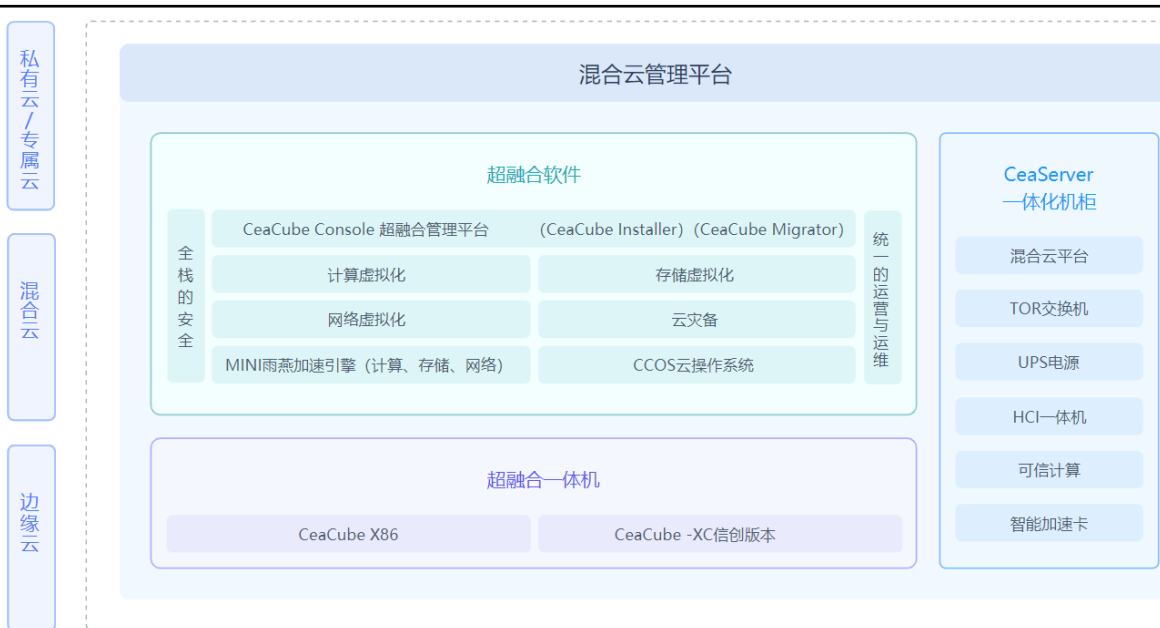 私有云/专属云
混合云
边缘云
混合云管理平台
超融合软件
全栈的安全
CeaCube Console 超融合管理平台 (CeaCube Installer) (CeaCube Migrator)
计算虚拟化 存储虚拟化
网络虚拟化 云灾备
MINI雨燕加速引擎（计算、存储、网络） CCOS云操作系统
统一的运营与运维
超融合一体机
CeaCube X86 CeaCube -XC信创版本
CeaServer
一体化机柜
混合云平台
TOR交换机
UPS电源
HCI一体机
可信计算
智能加速卡